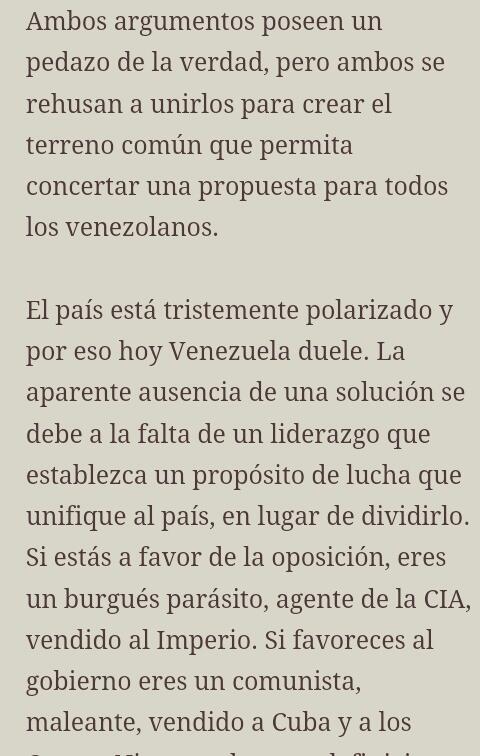 Ambos argumentos poseen un
pedazo de la verdad, pero ambos se
rehusan a unirlos para crear el
terreno común que permita
concertar una propuesta para todos
los venezolanos.
El país está tristemente polarizado y
por eso hoy Venezuela duele. La
aparente ausencia de una solución se
debe a la falta de un liderazgo que
establezca un propósito de lucha que
unifique al país, en lugar de dividirlo.
Si estás a favor de la oposición, eres
un burgués parásito, agente de la CIA,
vendido al Imperio. Si favoreces al
gobierno eres un comunista,
maleante, vendido a Cuba y a los